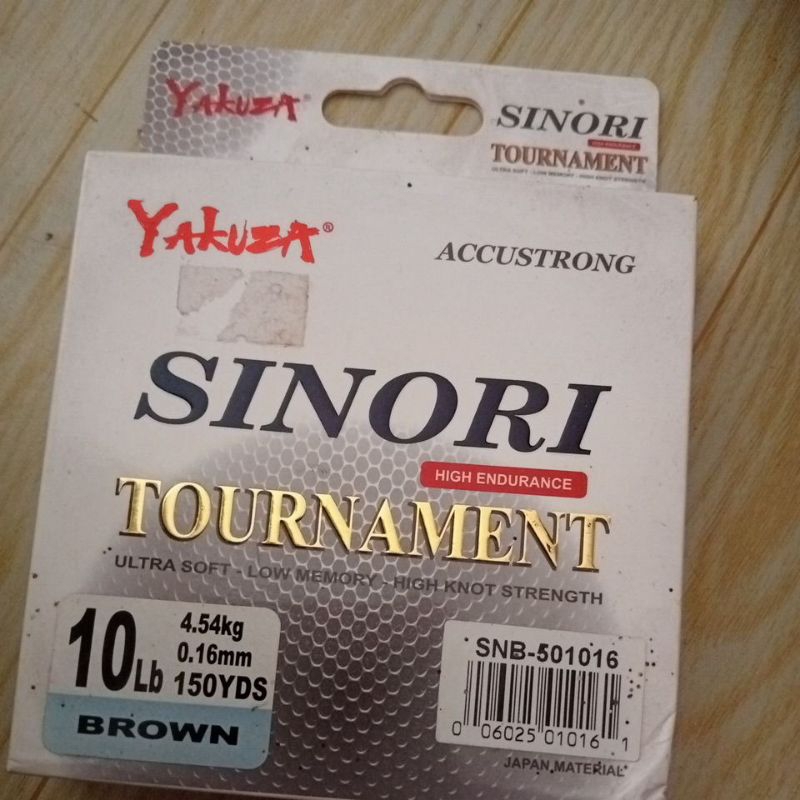 YAKUZA
SINORI
HIGH ENDURANCE
TOURNAMENT
ULTRA SOFT - LOW MEMORY - HIGH KNOT STRENGTH
YAKUZA®
ACCUSTRONG
SINORI
HIGH ENDURANCE
TOURNAMENT
ULTRA SOFT - LOW MEMORY - HIGH KNOT STRENGTH
10Lb
4.54kg
0.16mm
150YDS
BROWN
SNB-501016
0 06025 01016 1
JAPAN MATERIAL